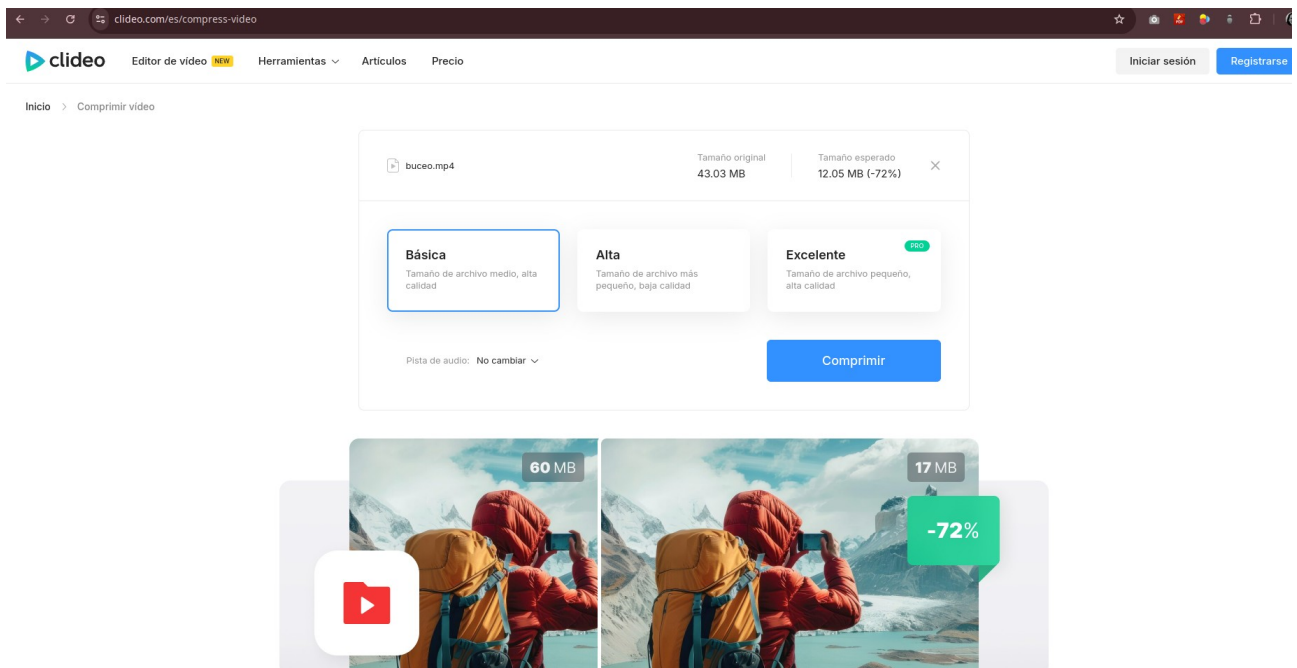 clideo.com/es/compress-video
clideo
Editor de vídeo NEW
Herramientas
Artículos
Precio
Iniciar sesión
Registrarse
Inicio > Comprimir vídeo
buceo.mp4
Tamaño original
43.03 MB
Tamaño esperado
12.05 MB (-72%)
Básica
Tamaño de archivo medio, alta
calidad
Alta
Tamaño de archivo más
pequeño, baja calidad
PRO
Excelente
Tamaño de archivo pequeño,
alta calidad
Pista de audio: No cambiar
Comprimir
60 MB
17 MB
-72%